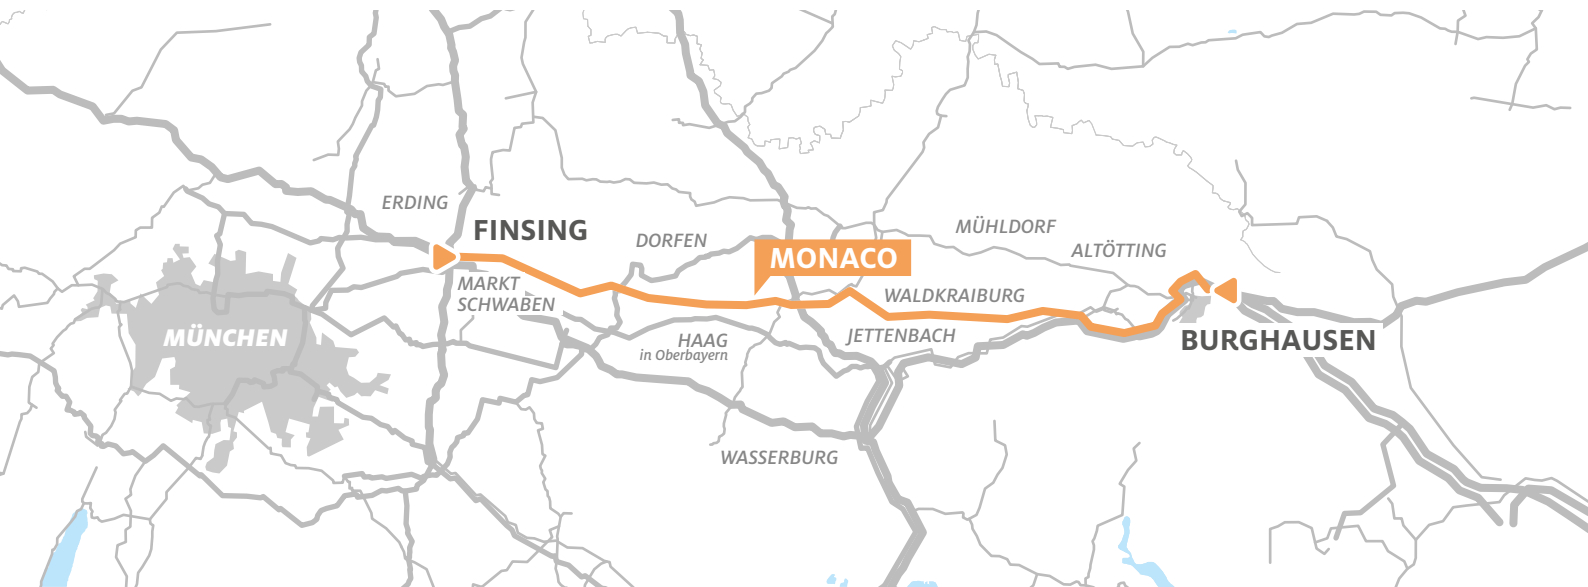 ERDING
FINSING
DORFEN
MÜHLDORF
ALTÖTTING
MONACO
MARKT
SCHWABEN
WALDKRAIBURG
MÜNCHEN
HAAG
in Oberbayern
JETTENBACH
BURGHAUSEN
WASSERBURG